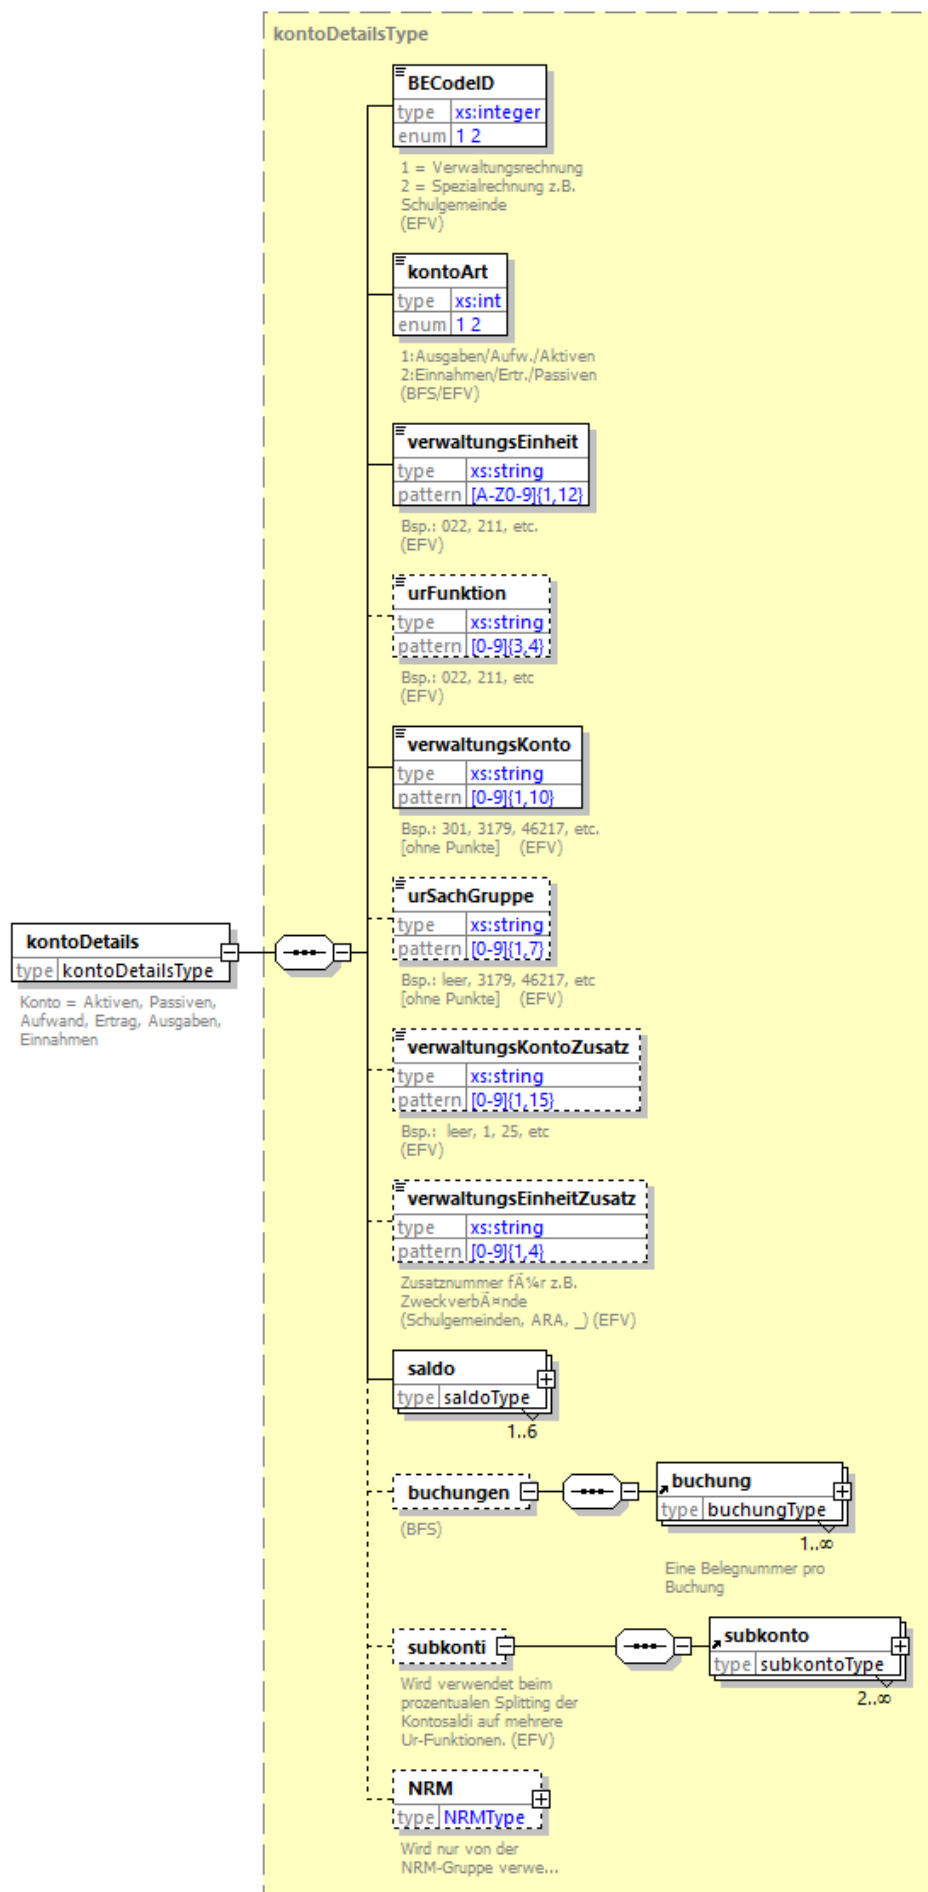 kontoDetailsType
BECodeID
type xs:integer
enum 1 2
1 = Verwaltungsrechnung
2 = Spezialrechnung z.B.
Schulgemeinde
(EFV)
kontoArt
type xs:int
enum 1 2
1:Ausgaben/Aufw./Aktiven
2:Einnahmen/Ertr./Passiven
(BFS/EFV)
verwaltungsEinheit
type xs:string
pattern [A-Z0-9]{1,12}
Bsp.: 022, 211, etc.
(EFV)
urFunktion
type xs:string
pattern [0-9]{3,4}
Bsp.: 022, 211, etc
(EFV)
verwaltungsKonto
type xs:string
pattern [0-9]{1,10}
Bsp.: 301, 3179, 46217, etc.
[ohne Punkte] (EFV)
urSachGruppe
type xs:string
pattern [0-9]{1,7}
Bsp.: leer, 3179, 46217, etc
[ohne Punkte] (EFV)
kontoDetails
type kontoDetailsType
Konto = Aktiven, Passiven,
Aufwand, Ertrag, Ausgaben,
Einnahmen
verwaltungsKontoZusatz
type xs:string
pattern [0-9]{1,15}
Bsp.: leer, 1, 25, etc
(EFV)
verwaltungsEinheitZusatz
type xs:string
pattern [0-9]{1,4}
Zusatznummer fÃ¼r z.B.
ZweckverbÃ¤nde
(Schulgemeinden, ARA, _) (EFV)
saldo
type saldoType
1..6
buchungen
(BFS)
buchung
type buchungType
1..∞
Eine Belegnummer pro
Buchung
subkonti
Wird verwendet beim
prozentualen Splitting der
Kontosaldi auf mehrere
Ur-Funktionen. (EFV)
subkonto
type subkontoType
2..∞
NRM
type NRMType
Wird nur von der
NRM-Gruppe verwe...